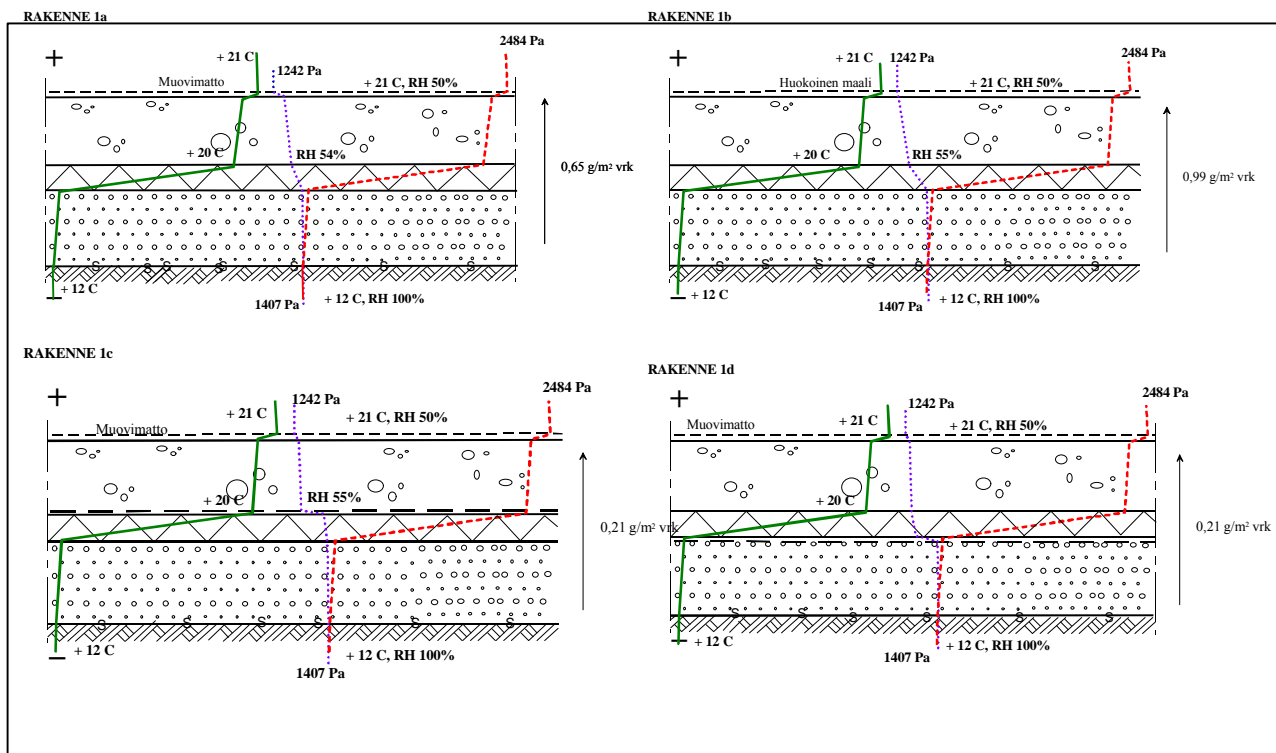 RAKENNE 1a
+ 21 C
1242 Pa
2484 Pa
Muovimatto
+ 21 C, RH 50%
+ 20 C
RH 54%
0,65 g/m² vrk
+ 12 C
1407 Pa
+ 12 C, RH 100%
RAKENNE 1b
+ 21 C
1242 Pa
2484 Pa
Huokoinen maali
+ 21 C, RH 50%
+ 20 C
RH 55%
0,99 g/m² vrk
+ 12 C
1407 Pa
+ 12 C, RH 100%
RAKENNE 1c
+ 21 C
1242 Pa
2484 Pa
Muovimatto
+ 21 C, RH 50%
+ 20 C
RH 55%
0,21 g/m² vrk
+ 12 C
1407 Pa
+ 12 C, RH 100%
RAKENNE 1d
+ 21 C
1242 Pa
2484 Pa
Muovimatto
+ 21 C, RH 50%
+ 20 C
0,21 g/m² vrk
+ 12 C
1407 Pa
+ 12 C, RH 100%